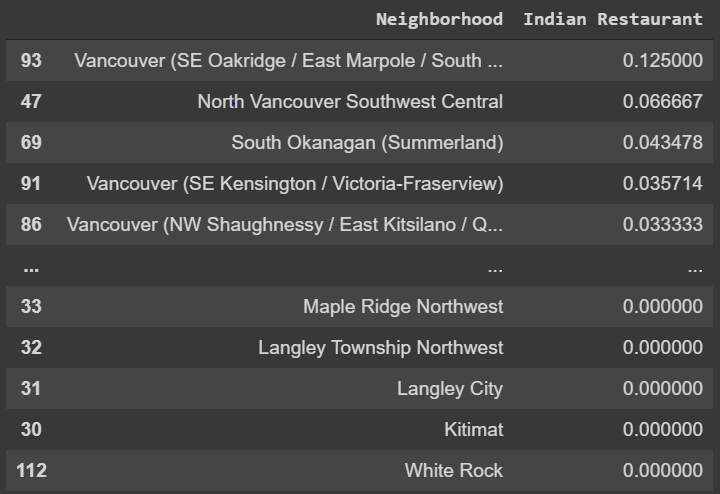 Neighborhood Indian Restaurant
93 Vancouver (SE Oakridge / East Marpole / South ... 0.125000
47 North Vancouver Southwest Central 0.066667
69 South Okanagan (Summerland) 0.043478
91 Vancouver (SE Kensington / Victoria-Fraserview) 0.035714
86 Vancouver (NW Shaughnessy / East Kitsilano / Q... 0.033333
... ... ...
33 Maple Ridge Northwest 0.000000
32 Langley Township Northwest 0.000000
31 Langley City 0.000000
30 Kitimat 0.000000
112 White Rock 0.000000